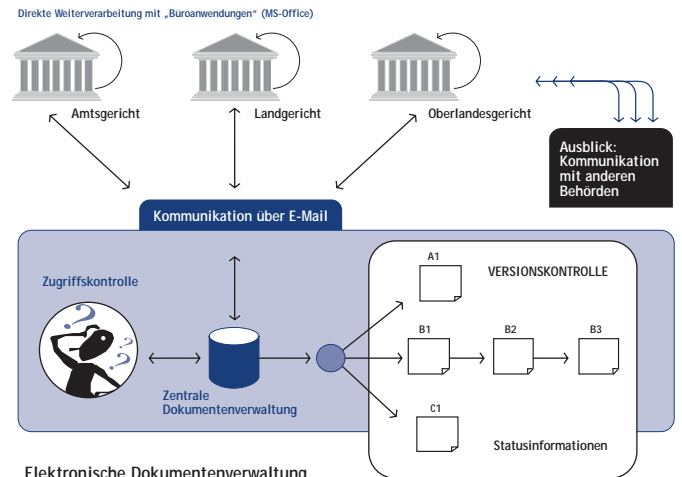 Direkte Weiterverarbeitung mit „Büroanwendungen“ (MS-Office)
Amtsgericht
Landgericht
Oberlandesgericht
Ausblick:
Kommunikation
mit anderen
Behörden
Kommunikation über E-Mail
Zugriffskontrolle
?
?
?
Zentrale
Dokumentenverwaltung
A1
VERSIONSKONTROLLE
B1
B2
B3
C1
Statusinformationen
Elektronische Dokumentenverwaltung